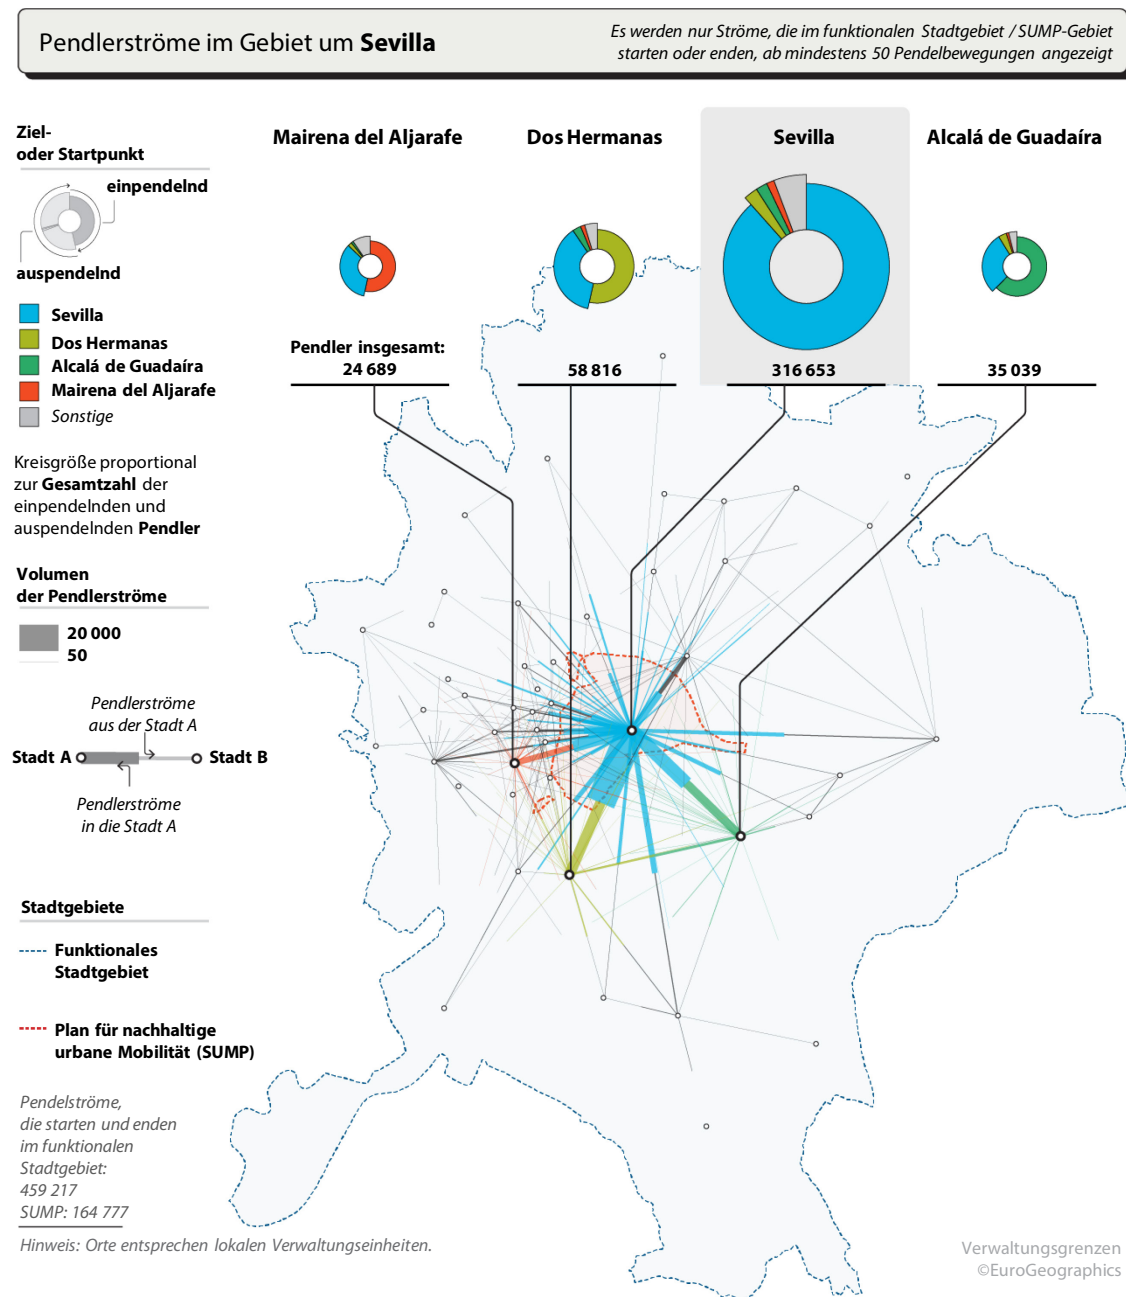 Pendlerströme im Gebiet um Sevilla
Es werden nur Ströme, die im funktionalen Stadtgebiet / SUMP-Gebiet
starten oder enden, ab mindestens 50 Pendelbewegungen angezeigt
Ziel-
oder Startpunkt
einpendelnd
auspendelnd
Sevilla
Dos Hermanas
Alcalá de Guadaíra
Mairena del Aljarafe
Sonstige
Kreisgröße proportional
zur Gesamtzahl der
einpendelnden und
auspendelnden Pendler
Mairena del Aljarafe
Dos Hermanas
Sevilla
Alcalá de Guadaíra
Pendler insgesamt:
24 689
58 816
316 653
35 039
Volumen
der Pendlerströme
20 000
50
Pendlerströme
aus der Stadt A
Stadt A
Stadt B
Pendlerströme
in die Stadt A
Stadtgebiete
Funktionales
Stadtgebiet
Plan für nachhaltige
urbane Mobilität (SUMP)
Pendelströme,
die starten und enden
im funktionalen
Stadtgebiet:
459 217
SUMP: 164 777
Hinweis: Orte entsprechen lokalen Verwaltungseinheiten.
Verwaltungsgrenzen
©EuroGeographics